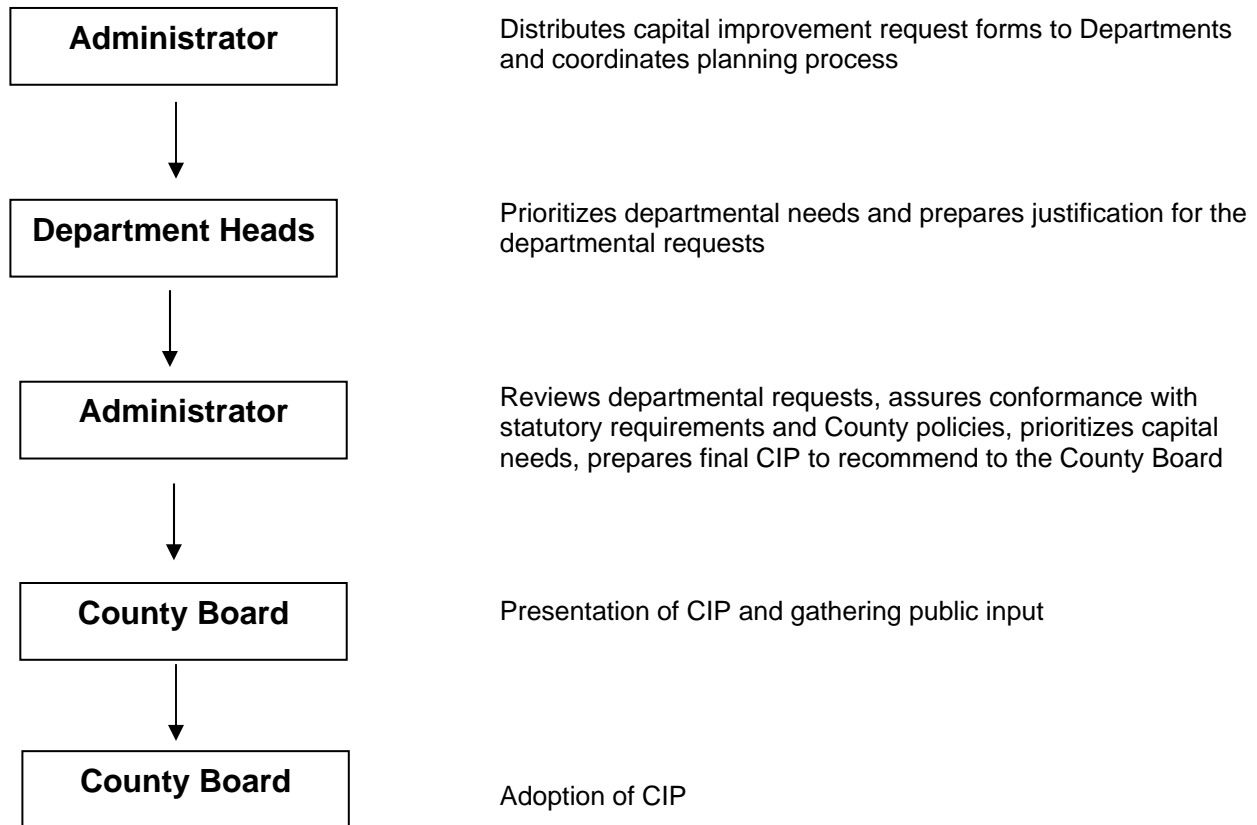 Administrator
Distributes capital improvement request forms to Departments
and coordinates planning process
Department Heads
Prioritizes departmental needs and prepares justification for the
departmental requests
Administrator
Reviews departmental requests, assures conformance with
statutory requirements and County policies, prioritizes capital
needs, prepares final CIP to recommend to the County Board
County Board
Presentation of CIP and gathering public input
County Board
Adoption of CIP